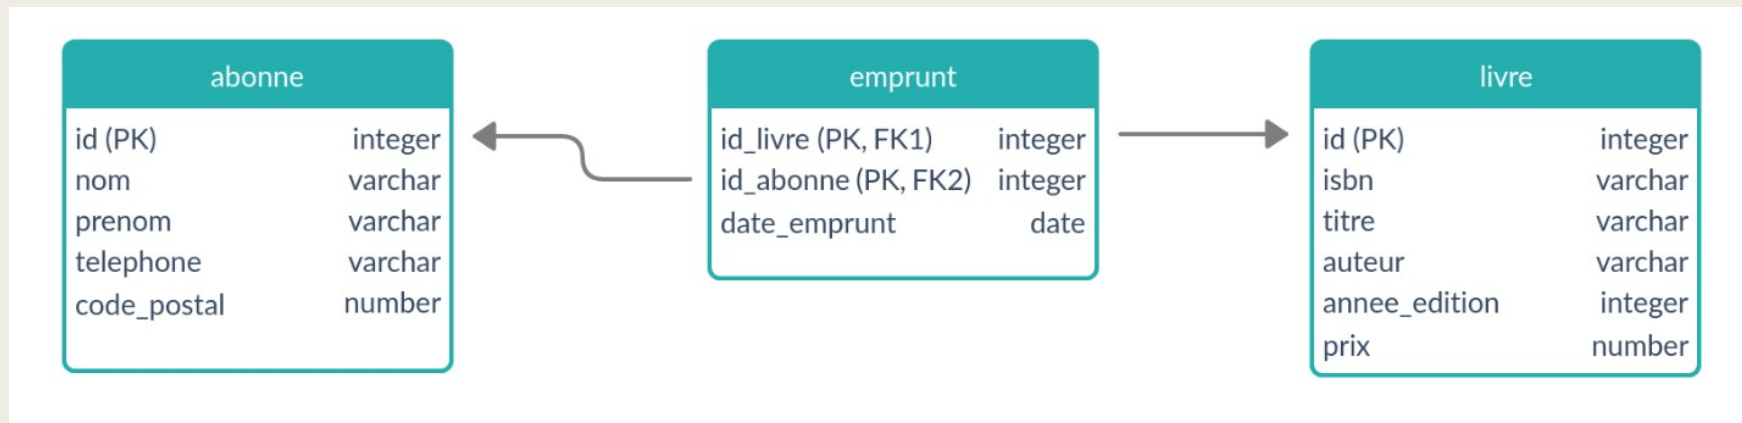 abonne
id (PK) integer
nom varchar
prenom varchar
telephone varchar
code_postal number
emprunt
id_livre (PK, FK1) integer
id_abonne (PK, FK2) integer
date_emprunt date
livre
id (PK) integer
isbn varchar
titre varchar
auteur varchar
annee_edition integer
prix number